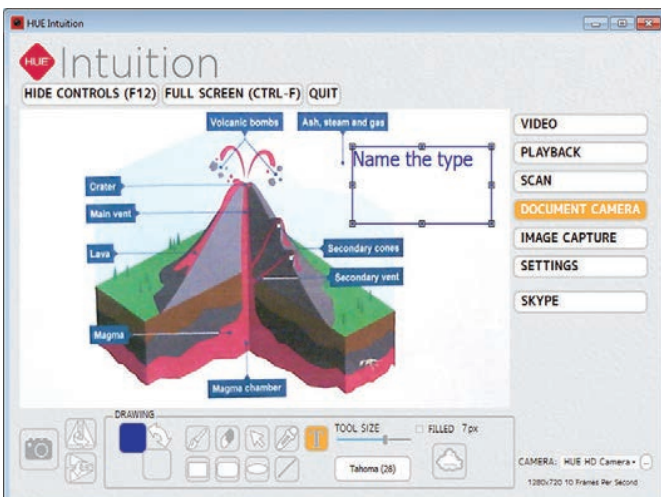 HUE Intuition
HUE Intuition
HIDE CONTROLS (F12) FULL SCREEN (CTRL-F) QUIT
Volcanic bombs
Ash, steam and gas
Name the type
Crater
Main vent
Lava
Secondary cones
Secondary vent
Magma
Magma chamber
VIDEO
PLAYBACK
SCAN
DOCUMENT CAMERA
IMAGE CAPTURE
SETTINGS
SKYPE
DRAWING
TOOL SIZE
FILLED 7px
Tahoma (28)
CAMERA: HUE HD Camera
1280x720 10 Frames Per Second